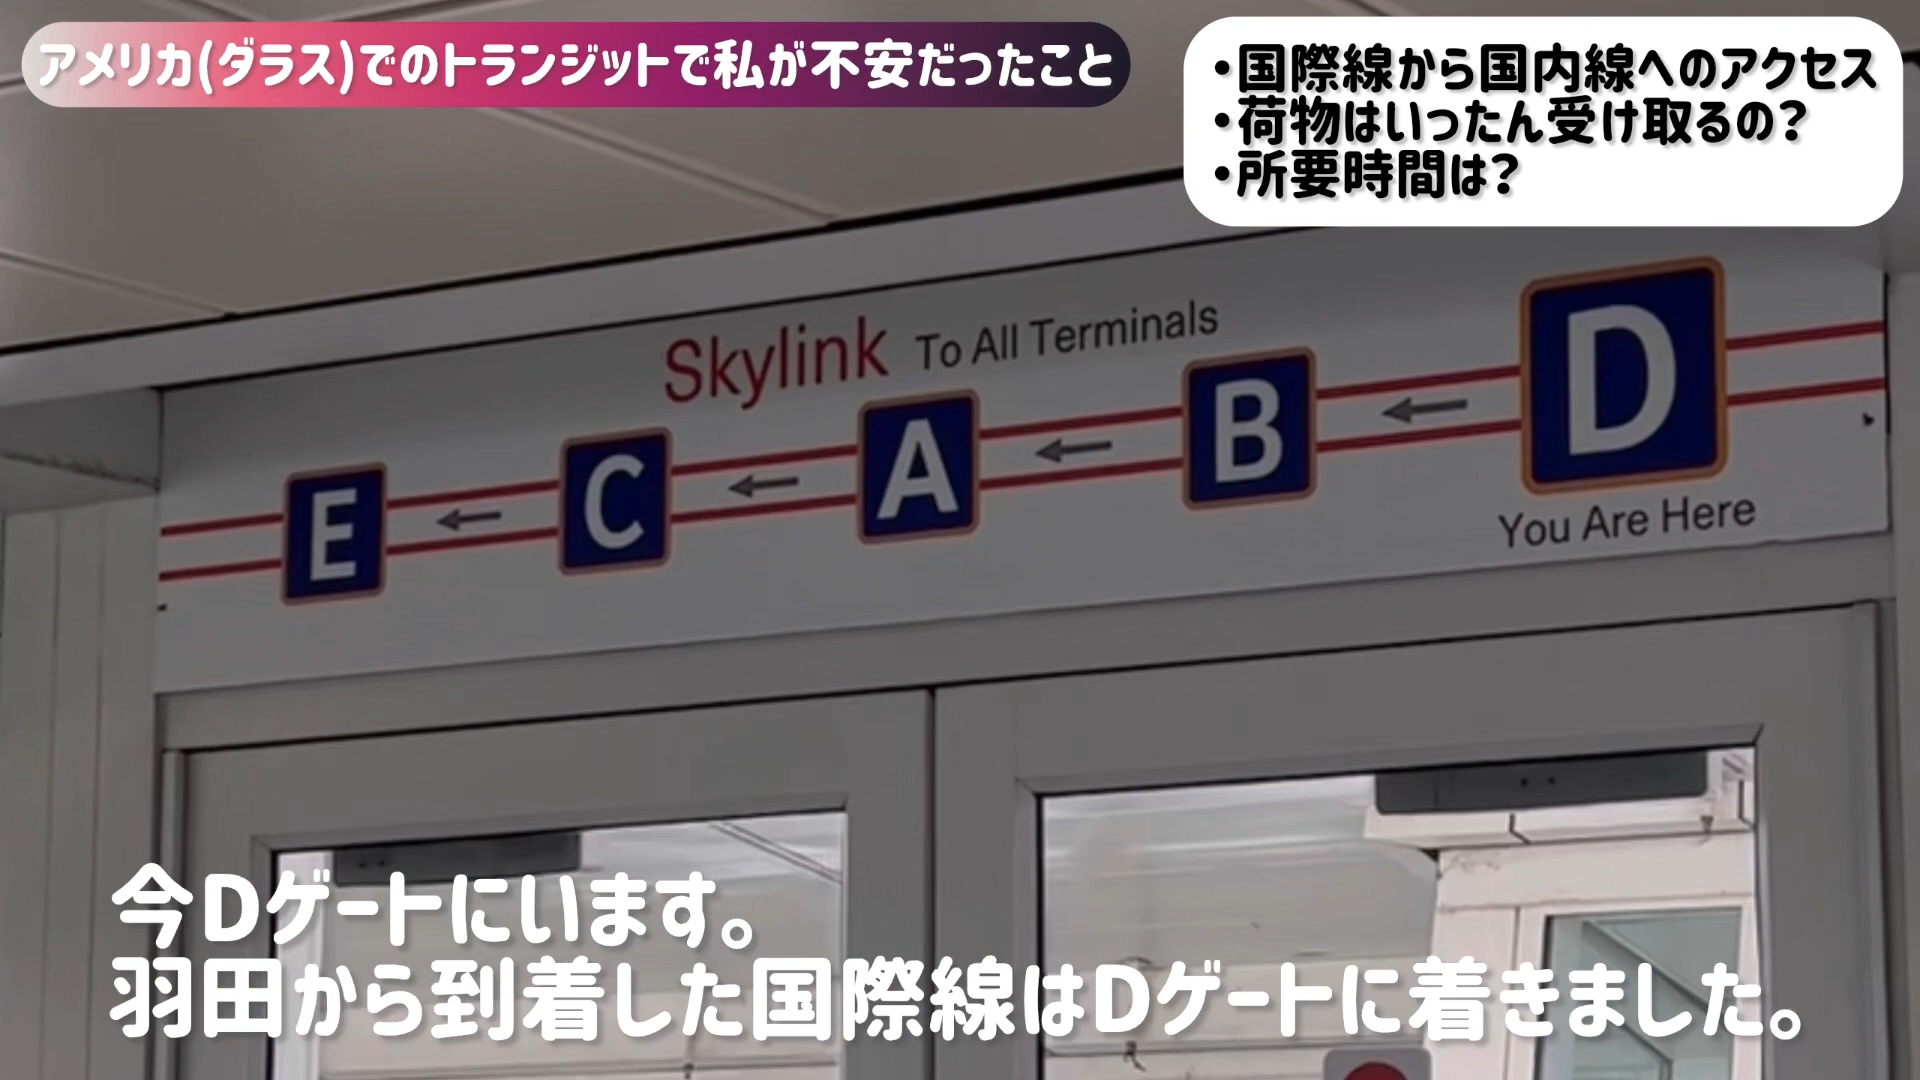 アメリカ(ダラス)でのトランジットで私が不安だったこと
・国際線から国内線へのアクセス
・荷物はいったん受け取るの?
・所要時間は?
Skylink To All Terminals
E ← C ← A ← B ← D
You Are Here
今Dゲートにいます。
羽田から到着した国際線はDゲートに着きました。